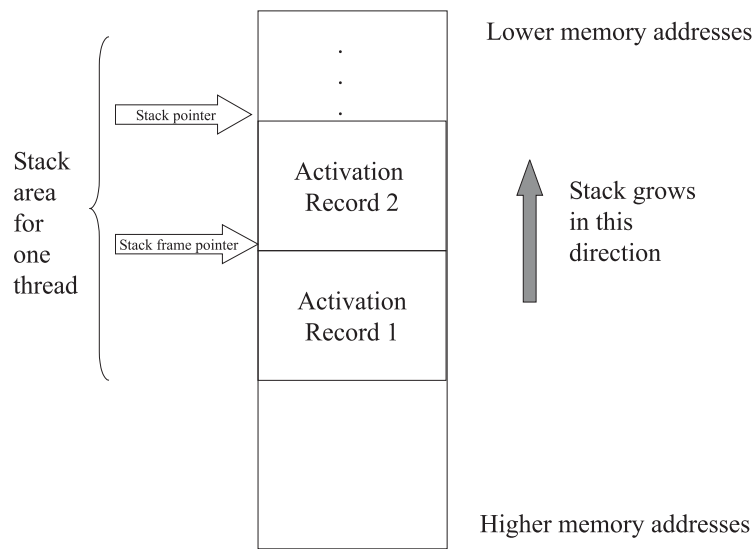 Lower memory addresses
Stack pointer
Stack
area
for
one
thread
Activation
Record 2
Stack grows
in this
direction
Stack frame pointer
Activation
Record 1
Higher memory addresses